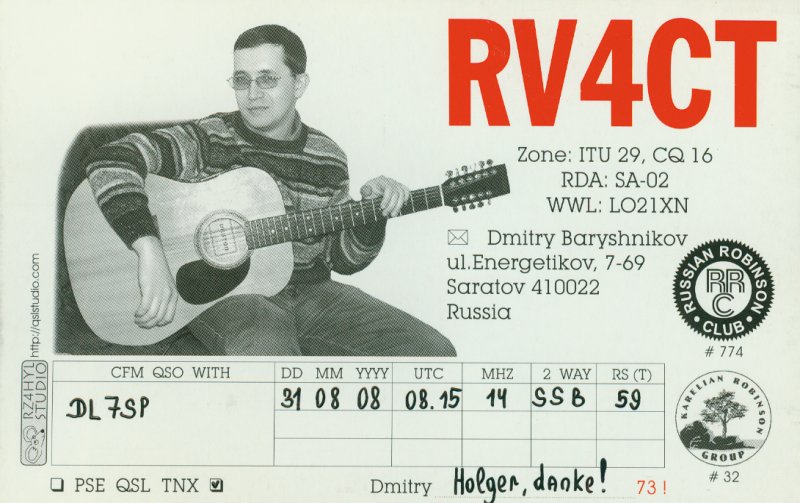 RV4CT
Zone: ITU 29, CQ 16
RDA: SA-02
WWL: LO21XN
Dmitry Baryshnikov
ul.Energetikov, 7-69
Saratov 410022
Russia
RUSSIAN ROBINSON
RRC
CLUB
# 774
http://qslstudio.com
RZ4HYL
STUDIO
CFM QSO WITH DD MM YYYY UTC MHZ 2 WAY RS (T)
DL7SP 31 08 08 08.15 14 SSB 59
KARELIAN ROBINSON
GROUP
# 32
PSE QSL TNX
Dmitry Holger, danke! 73!